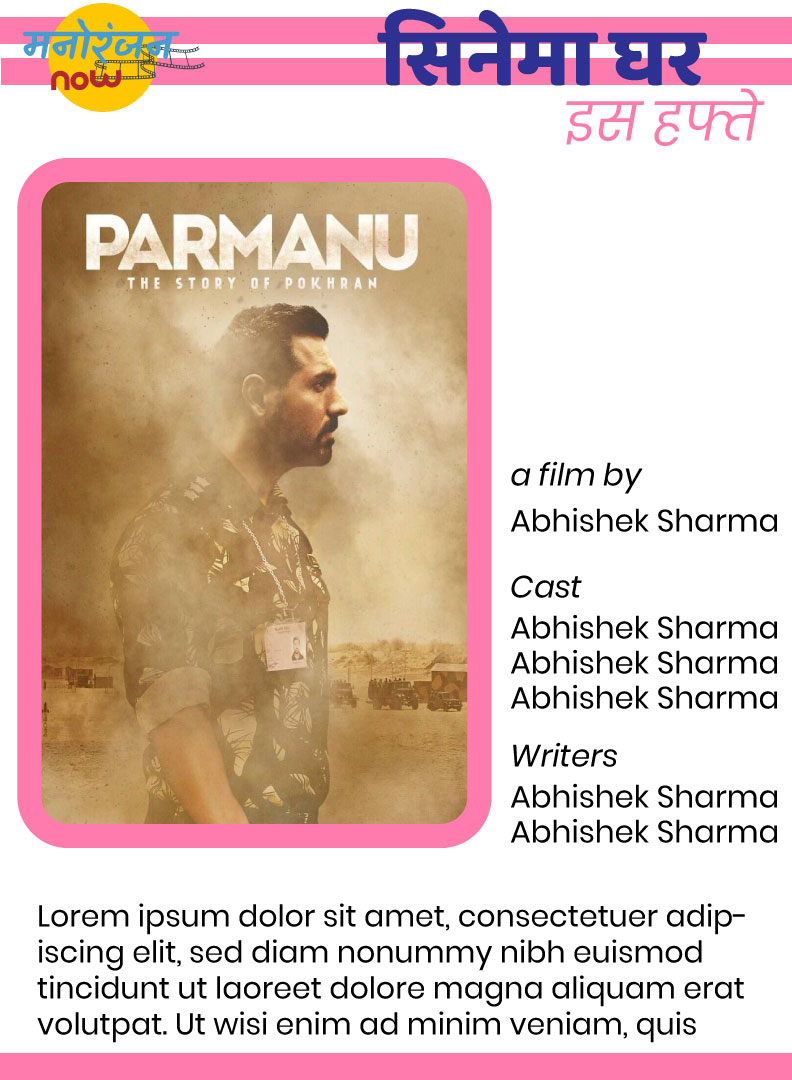 मनोरंजन
now
सिनेमा घर
इस हफ्ते
PARMANU
THE STORY OF POKHRAN
a film by
Abhishek Sharma
Cast
Abhishek Sharma
Abhishek Sharma
Abhishek Sharma
Writers
Abhishek Sharma
Abhishek Sharma
Lorem ipsum dolor sit amet, consectetuer adip-
iscing elit, sed diam nonummy nibh euismod
tincidunt ut laoreet dolore magna aliquam erat
volutpat. Ut wisi enim ad minim veniam, quis